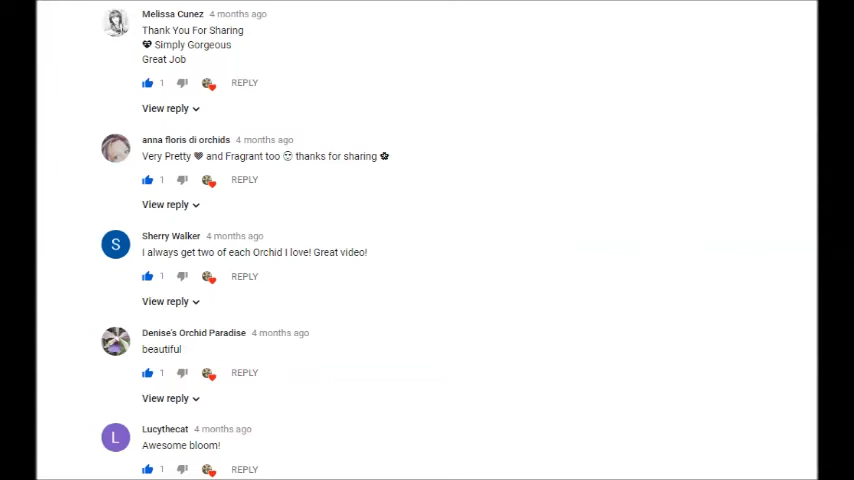 Melissa Cunez 4 months ago
Thank You For Sharing
🖤 Simply Gorgeous
Great Job
1 REPLY
View reply
anna floris di orchids 4 months ago
Very Pretty 🖤 and Fragrant too 😍 thanks for sharing 🌸
1 REPLY
View reply
Sherry Walker 4 months ago
S
I always get two of each Orchid I love! Great video!
1 REPLY
View reply
Denise's Orchid Paradise 4 months ago
beautiful
1 REPLY
View reply
Lucythecat 4 months ago
L
Awesome bloom!
1 REPLY